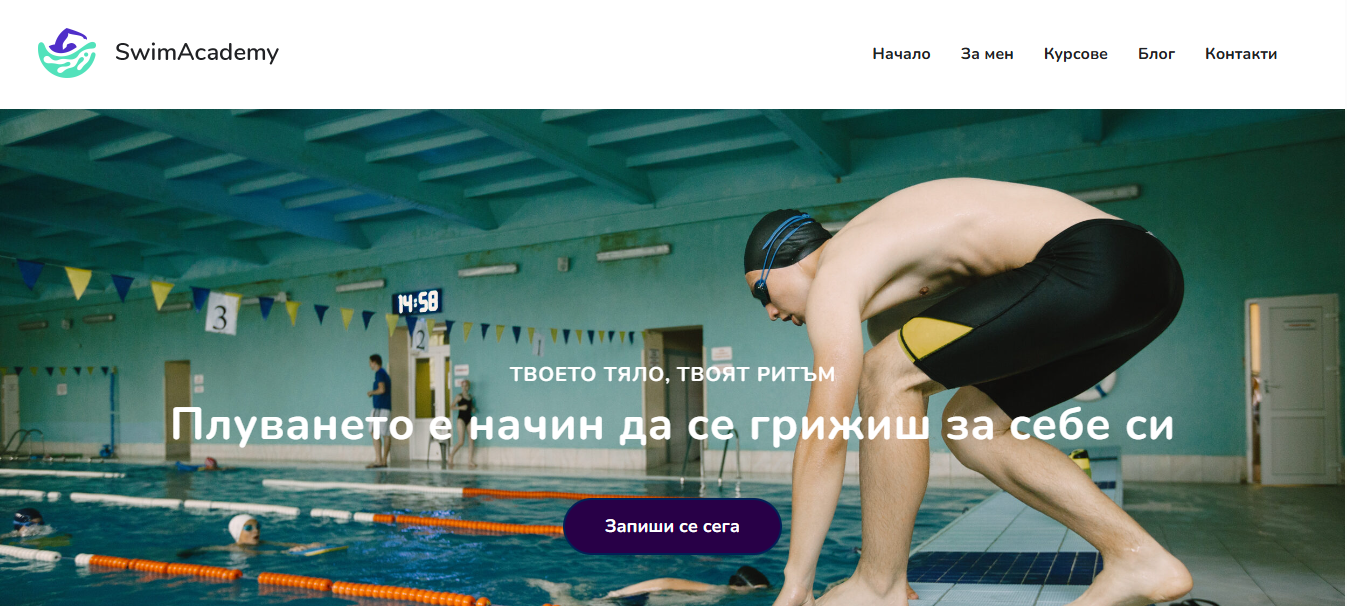 SwimAcademy
Начало За мен Курсове Блог Контакти
3
14:58
2
1
ТВОЕТО ТЯЛО, ТВОЯТ РИТЪМ
Плуването е начин да се грижиш за себе си
Запиши се сега